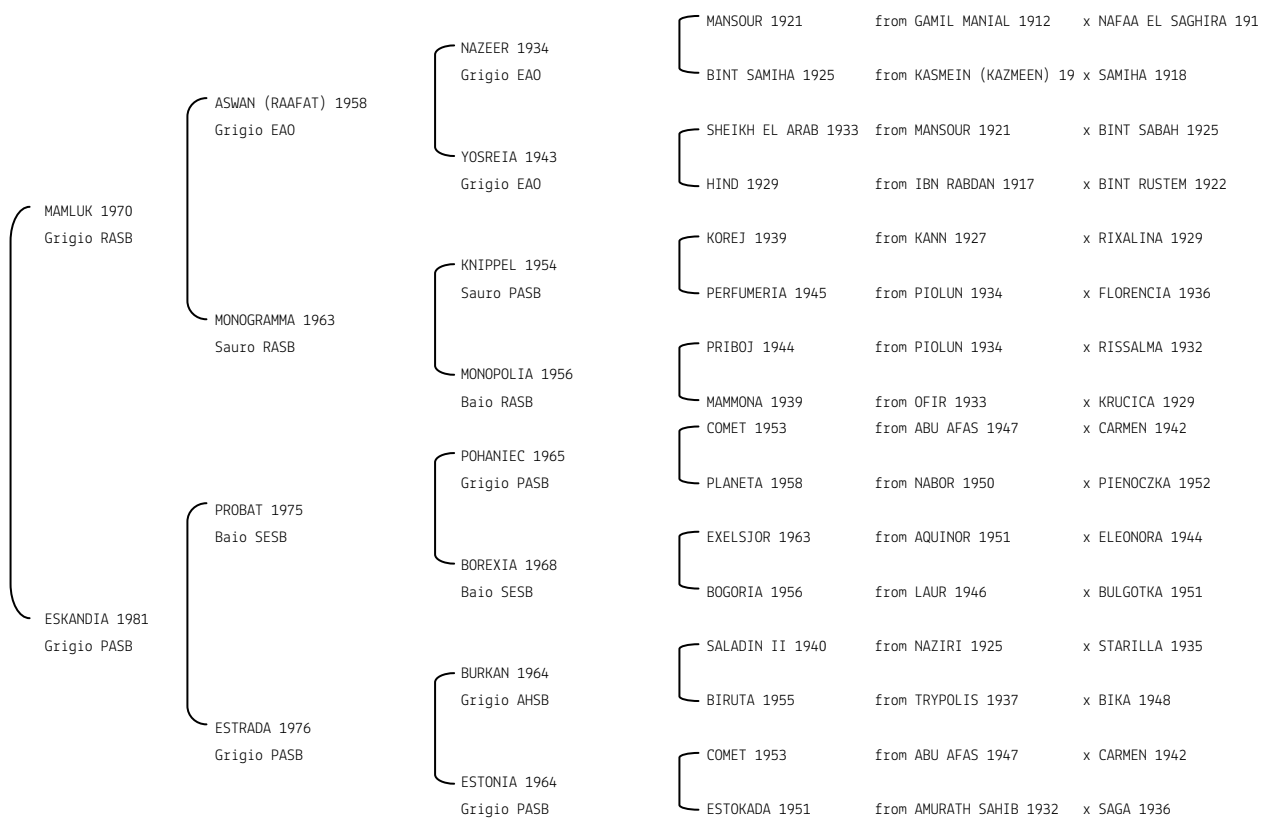 MANSOUR 1921 from GAMIL MANIAL 1912 x NAFAA EL SAGHIRA 191
NAZEER 1934
Grigio EAO
BINT SAMIHA 1925 from KASMEIN (KAZMEEN) 19 x SAMIHA 1918
ASWAN (RAAFAT) 1958
Grigio EAO
SHEIKH EL ARAB 1933 from MANSOUR 1921 x BINT SABAH 1925
YOSREIA 1943
Grigio EAO
HIND 1929 from IBN RABDAN 1917 x BINT RUSTEM 1922
MAMLUK 1970
Grigio RASB
KOREJ 1939 from KANN 1927 x RIXALINA 1929
KNIPPEL 1954
Sauro PASB
PERFUMERIA 1945 from PIOLUN 1934 x FLORENCIA 1936
MONOGRAMMA 1963
Sauro RASB
PRIBOJ 1944 from PIOLUN 1934 x RISSALMA 1932
MONOPOLIA 1956
Baio RASB
MAMMONA 1939 from OFIR 1933 x KRUCICA 1929
COMET 1953 from ABU AFAS 1947 x CARMEN 1942
POHANIEC 1965
Grigio PASB
PLANETA 1958 from NABOR 1950 x PIENOCZKA 1952
PROBAT 1975
Baio SESB
EXELSJOR 1963 from AQUINOR 1951 x ELEONORA 1944
BOREXIA 1968
Baio SESB
BOGORIA 1956 from LAUR 1946 x BULGOTKA 1951
ESKANDIA 1981
Grigio PASB
SALADIN II 1940 from NAZIRI 1925 x STARILLA 1935
BURKAN 1964
Grigio AHSB
BIRUTA 1955 from TRYPOLIS 1937 x BIKA 1948
ESTRADA 1976
Grigio PASB
COMET 1953 from ABU AFAS 1947 x CARMEN 1942
ESTONIA 1964
Grigio PASB
ESTOKADA 1951 from AMURATH SAHIB 1932 x SAGA 1936